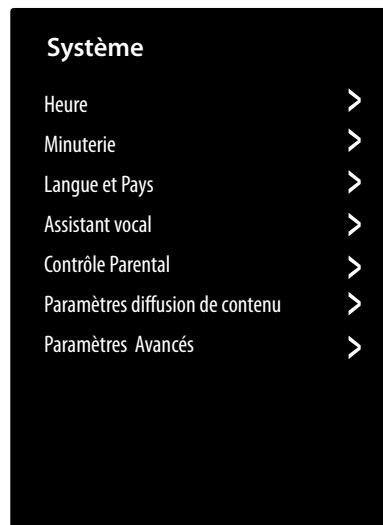 Système
Heure
Minuterie
Langue et Pays
Assistant vocal
Contrôle Parental
Paramètres diffusion de contenu
Paramètres Avancés